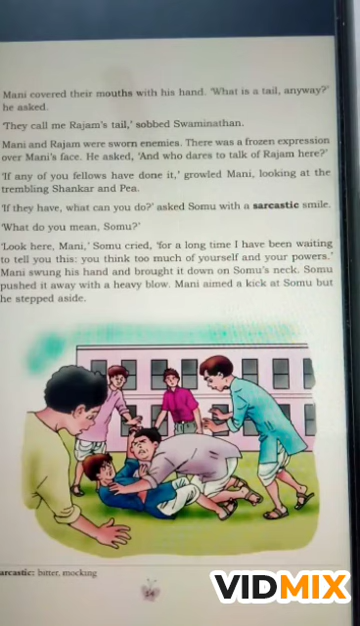 Mani covered their mouths with his hand. 'What is a tail, anyway?'
he asked.
'They call me Rajam's tail,' sobbed Swaminathan.
Mani and Rajam were sworn enemies. There was a frozen expression
over Mani's face. He asked, 'And who dares to talk of Rajam here?'
'If any of you fellows have done it,' growled Mani, looking at the
trembling Shankar and Pea.
'If they have, what can you do?' asked Somu with a sarcastic smile.
'What do you mean, Somu?'
'Look here, Mani,' Somu cried, 'for a long time I have been waiting
to tell you this: you think too much of yourself and your powers.'
Mani swung his hand and brought it down on Somu's neck. Somu
pushed it away with a heavy blow. Mani aimed a kick at Somu but
he stepped aside.
arcastic: bitter, mocking
54
VIDMIX